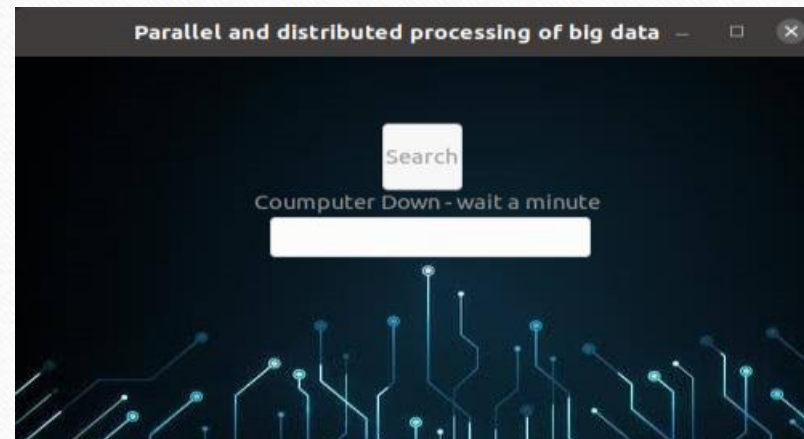 Parallel and distributed processing of big data
Search
Coumputer Down - wait a minute